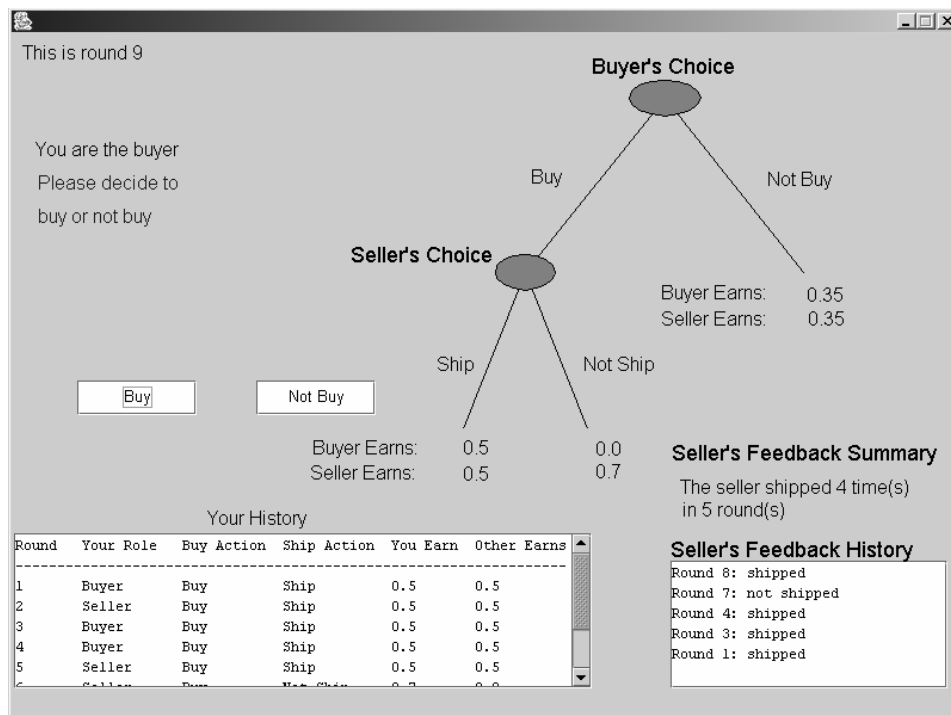 This is round 9
Buyer's Choice
You are the buyer
Please decide to
buy or not buy
Buy
Not Buy
Seller's Choice
Buyer Earns: 0.35
Seller Earns: 0.35
Ship
Not Ship
Buy
Not Buy
Buyer Earns: 0.5 0.0
Seller Earns: 0.5 0.7
Seller's Feedback Summary
The seller shipped 4 time(s)
in 5 round(s)
Your History
Round Your Role Buy Action Ship Action You Earn Other Earns
1 Buyer Buy Ship 0.5 0.5
2 Seller Buy Ship 0.5 0.5
3 Buyer Buy Ship 0.5 0.5
4 Buyer Buy Ship 0.5 0.5
5 Seller Buy Ship 0.5 0.5
Seller's Feedback History
Round 8: shipped
Round 7: not shipped
Round 4: shipped
Round 3: shipped
Round 1: shipped